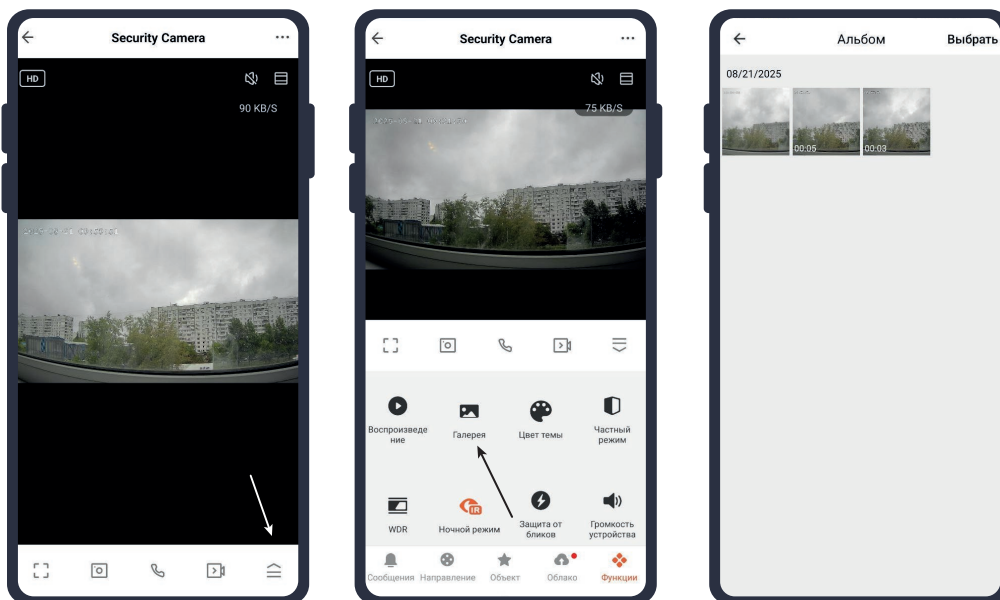 Security Camera
HD
90 KB/S
Security Camera
HD
75 KB/S
Воспроизведе
ние
Галерея
Цвет темы
Частный
режим
WDR
Ночной режим
IR
Защита от
бликов
Громкость
устройства
Сообщения
Направление
Объект
Облако
Функции
Альбом
Выбрать
08/21/2025
00:05
00:03